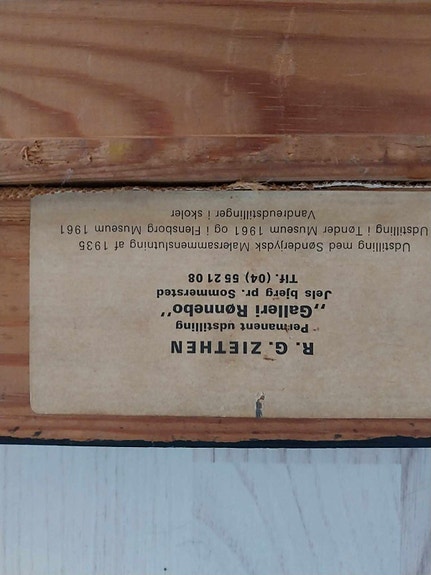 R. G. ZIETHEN
Permanent udstilling
„Galleri Rønnebo"
Jels bjerg pr. Sommersted
Tlf. (04) 55 21 08
Udstilling med Sønderjydsk Malersammenslutning af 1935
Udstilling i Tønder Museum 1961 og i Flensborg Museum 1961
Vandreudstillinger i skoler